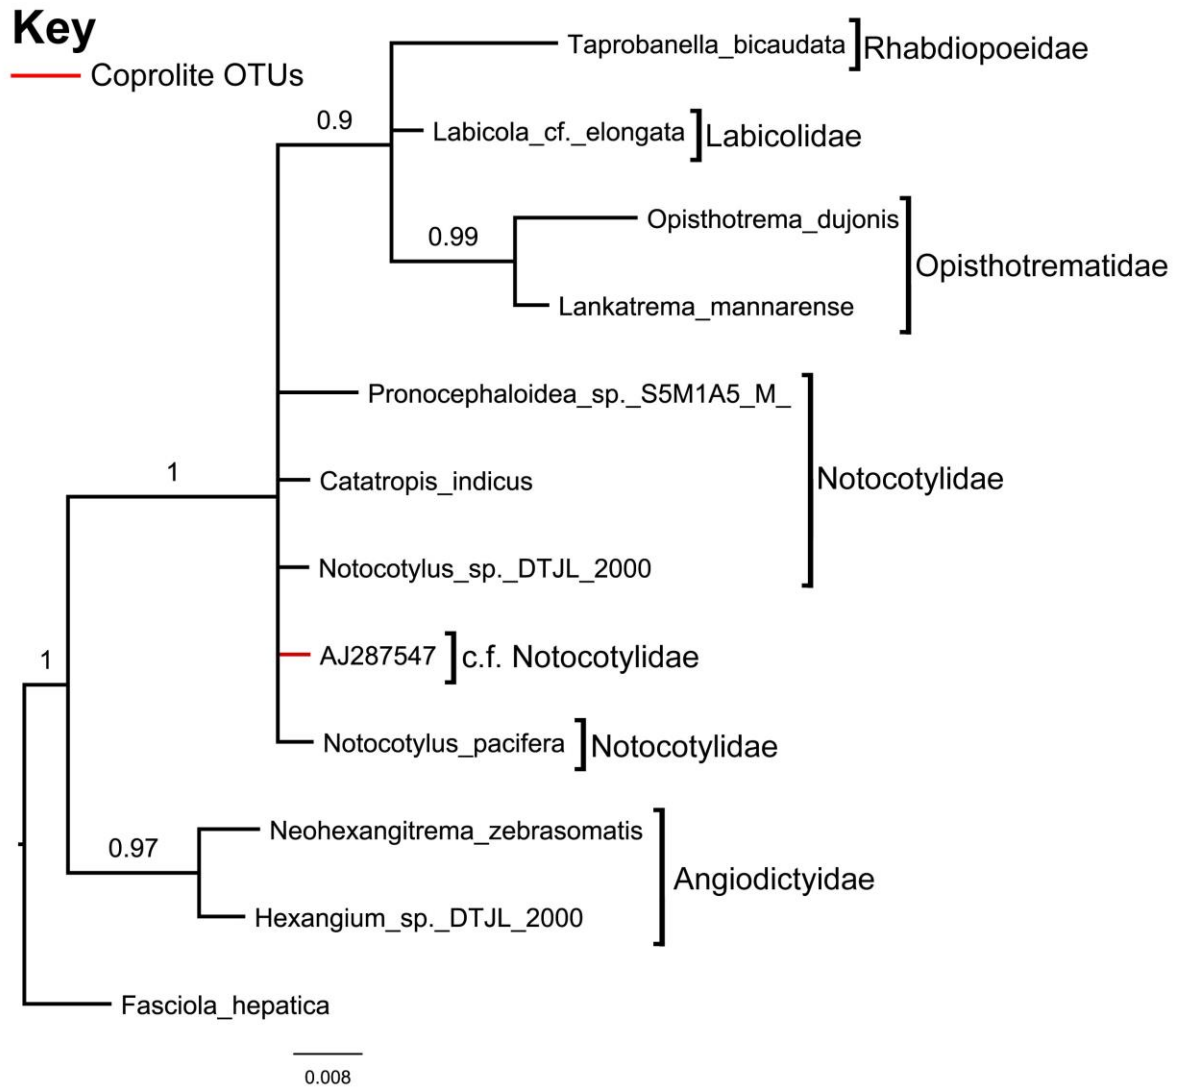 Key
Coprolite OTUs
Taprobanella_bicaudata
Rhabdiopoeidae
0.9
Labicola_cf._elongata
Labicolidae
Opisthotrema_dujonis
0.99
Opisthotrematidae
Lankatrema_mannarense
Pronocephaloidea_sp._S5M1A5_M_
1
Catatropis_indicus
Notocotylidae
Notocotylus_sp._DTJL_2000
1
AJ287547
c.f. Notocotylidae
Notocotylus_pacifera
Notocotylidae
Neohexangitrema_zebrasomatis
0.97
Angiodictyidae
Hexangium_sp._DTJL_2000
Fasciola_hepatica
0.008